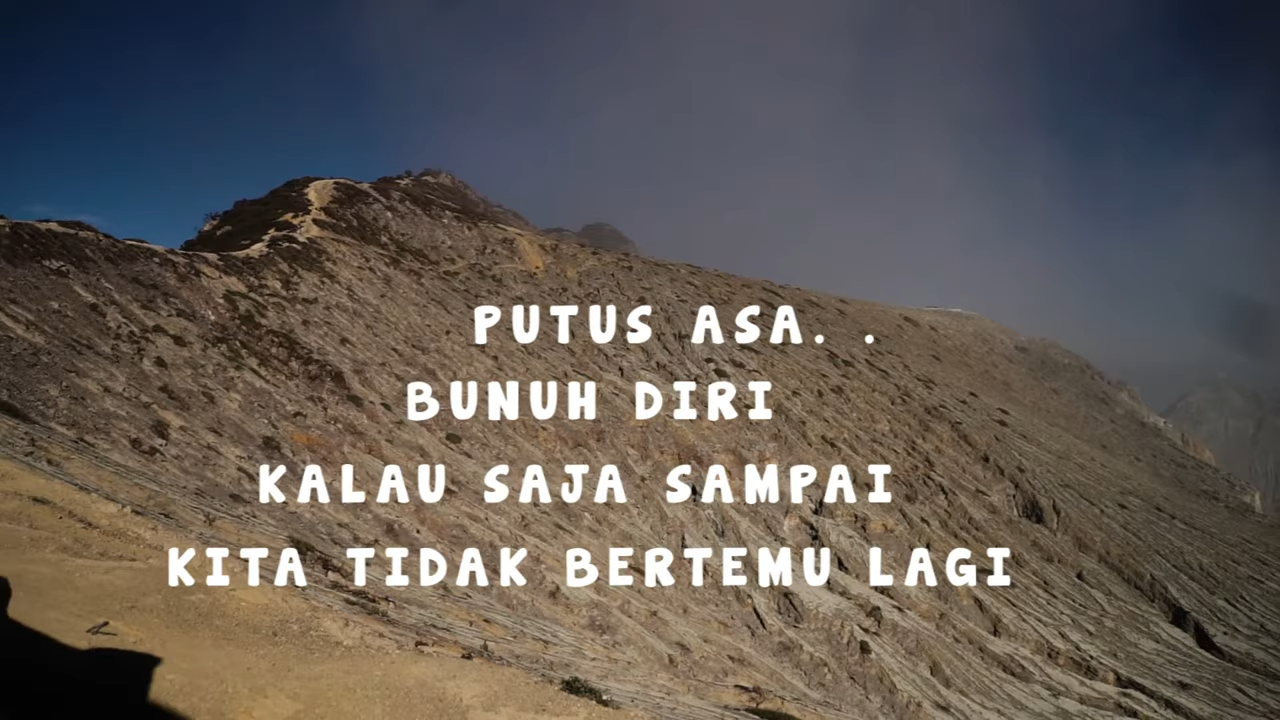 PUTUS ASA. .
BUNUH DIRI
KALAU SAJA SAMPAI
KITA TIDAK BERTEMU LAGI